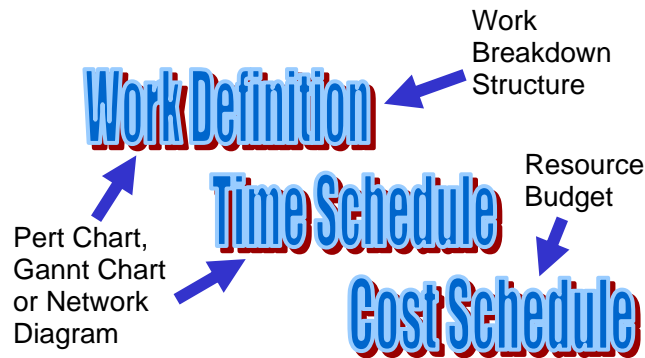 Work
Breakdown
Structure
Work Definition
Resource
Budget
Time Schedule
Pert Chart,
Gannt Chart
or Network
Diagram
Cost Schedule